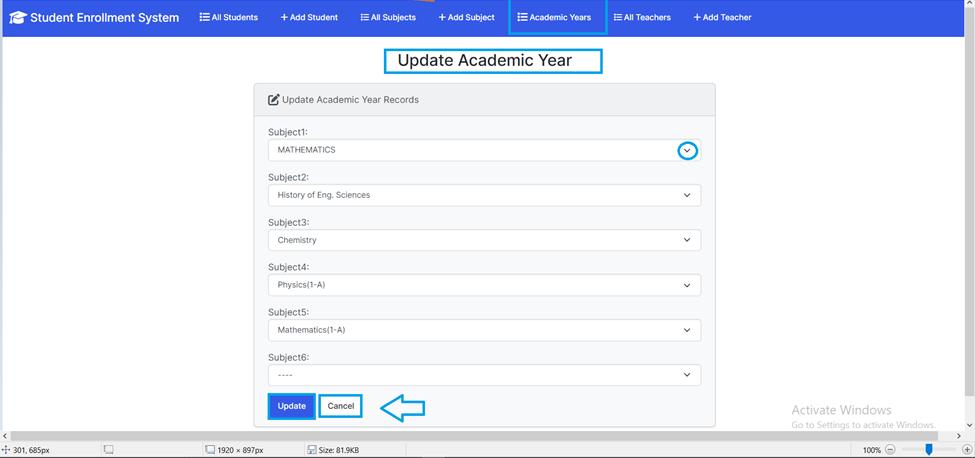 Student Enrollment System All Students + Add Student All Subjects + Add Subject Academic Years All Teachers + Add Teacher
Update Academic Year
Update Academic Year Records
Subject1:
MATHEMATICS
Subject2:
History of Eng. Sciences
Subject3:
Chemistry
Subject4:
Physics(1-A)
Subject5:
Mathematics(1-A)
Subject6:
----
Update Cancel
Activate Windows
Go to Settings to activate Windows.
301, 685px 1920 × 897px Size: 81.9KB 100%